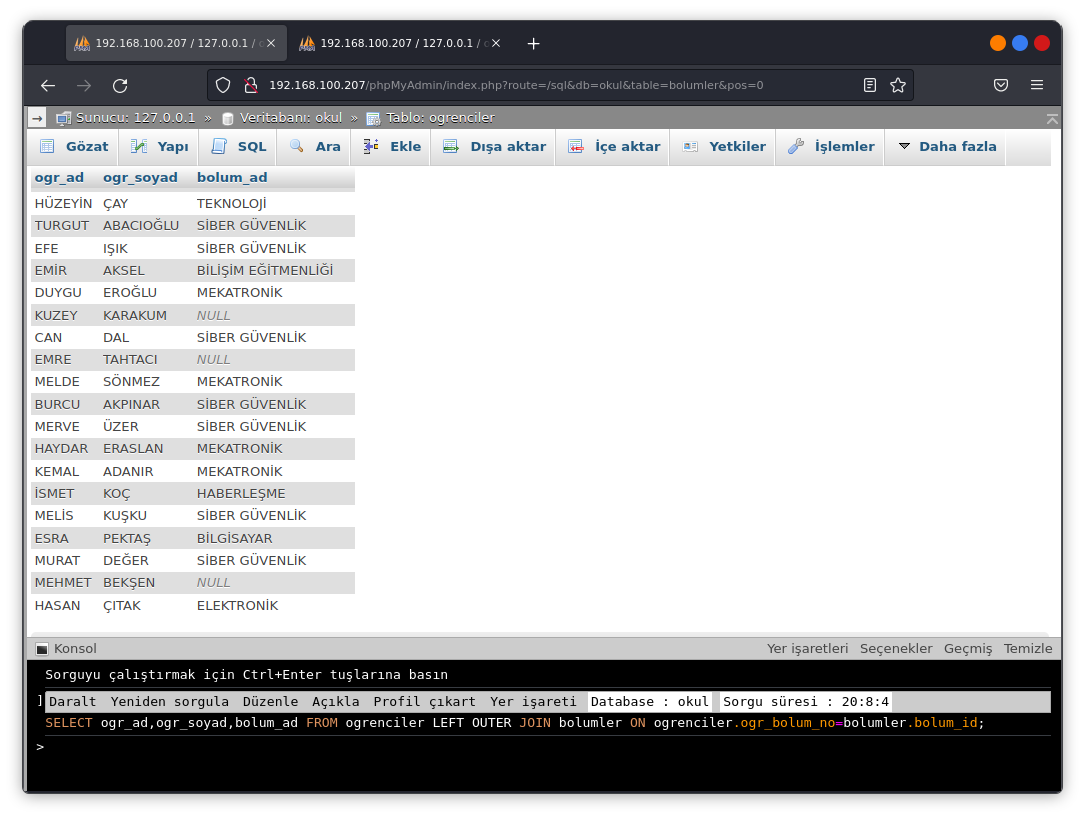 192.168.100.207 / 127.0.0.1 / o 192.168.100.207 / 127.0.0.1 / o
192.168.100.207/phpMyAdmin/index.php?route=/sql&db=okul&table=bolumler&pos=0
Sunucu: 127.0.0.1 » Veritabanı: okul » Tablo: ogrenciler
Gözat Yapı SQL Ara Ekle Dışa aktar İçe aktar Yetkiler İşlemler Daha fazla
ogr_ad ogr_soyad bolum_ad
HÜZEYİN ÇAY TEKNOLOJİ
TURGUT ABACIOĞLU SİBER GÜVENLİK
EFE IŞIK SİBER GÜVENLİK
EMİR AKSEL BİLİŞİM EĞİTMENLİĞİ
DUYGU EROĞLU MEKATRONİK
KUZEY KARAKUM NULL
CAN DAL SİBER GÜVENLİK
EMRE TAHTACI NULL
MELDE SÖNMEZ MEKATRONİK
BURCU AKPINAR SİBER GÜVENLİK
MERVE ÜZER SİBER GÜVENLİK
HAYDAR ERASLAN MEKATRONİK
KEMAL ADANIR MEKATRONİK
İSMET KOÇ HABERLEŞME
MELİS KUŞKU SİBER GÜVENLİK
ESRA PEKTAŞ BİLGİSAYAR
MURAT DEĞER SİBER GÜVENLİK
MEHMET BEKŞEN NULL
HASAN ÇITAK ELEKTRONİK
Konsol Yer işaretleri Seçenekler Geçmiş Temizle
Sorguyu çalıştırmak için Ctrl+Enter tuşlarına basın
]Daralt Yeniden sorgula Düzenle Açıkla Profil çıkart Yer işareti Database : okul Sorgu süresi : 20:8:4
SELECT ogr_ad,ogr_soyad,bolum_ad FROM ogrenciler LEFT OUTER JOIN bolumler ON ogrenciler.ogr_bolum_no=bolumler.bolum_id;
>